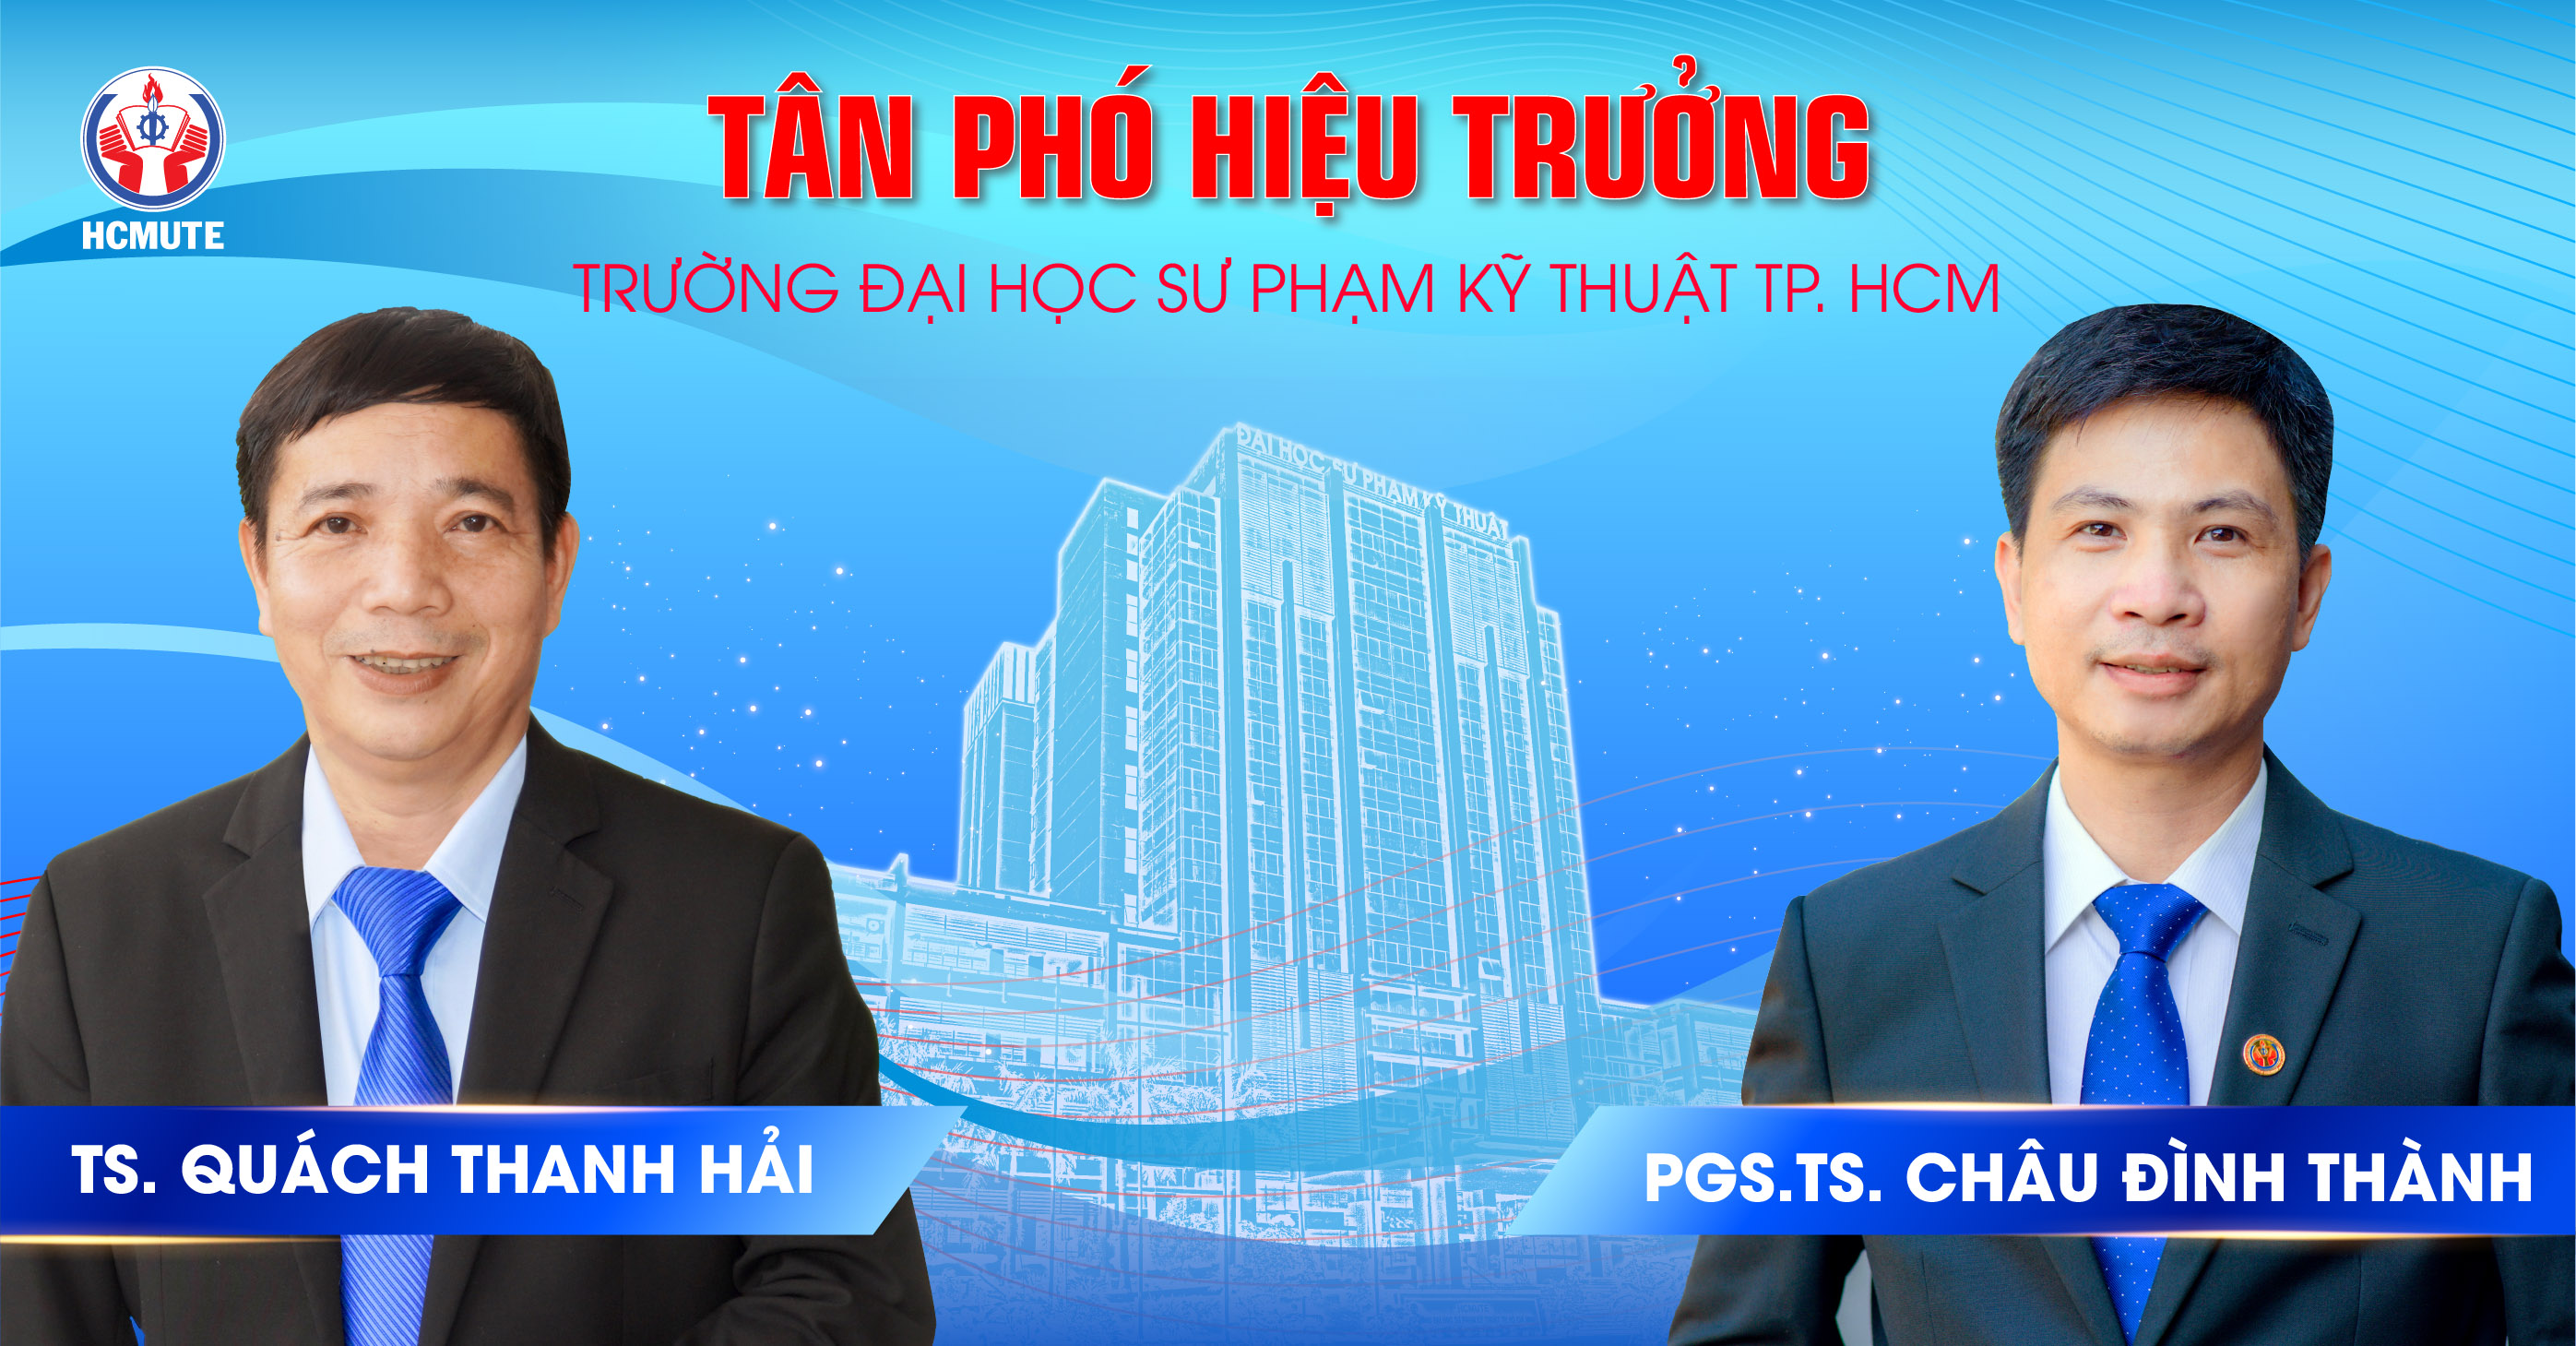 HCMUTE
TÂN PHÓ HIỆU TRƯỞNG
TRƯỜNG ĐẠI HỌC SƯ PHẠM KỸ THUẬT TP. HCM
ĐẠI HỌC SƯ PHẠM KỸ THUẬT
TS. QUÁCH THANH HẢI
PGS.TS. CHÂU ĐÌNH THÀNH